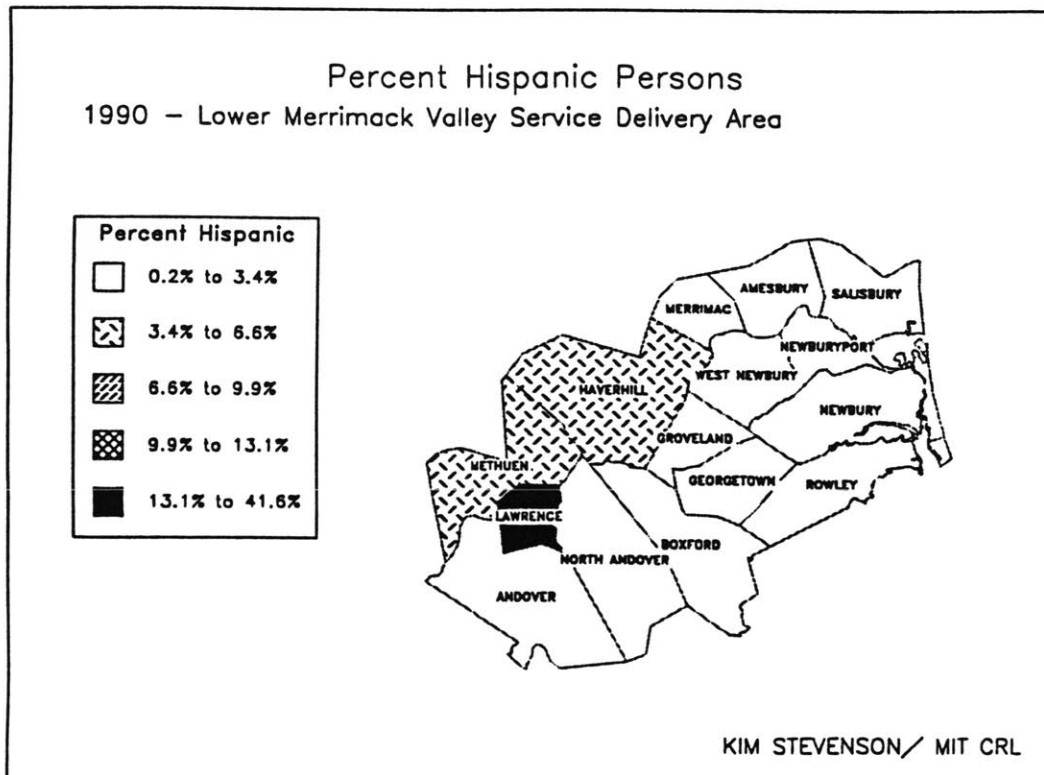 Percent Hispanic Persons
1990 – Lower Merrimack Valley Service Delivery Area
Percent Hispanic
0.2% to 3.4%
3.4% to 6.6%
6.6% to 9.9%
9.9% to 13.1%
13.1% to 41.6%
AMESBURY
SALISBURY
MERRIMAC
NEWBURYPORT
WEST NEWBURY
HAVERHILL
NEWBURY
GROVELAND
METHUEN
GEORGETOWN
ROWLEY
LAWRENCE
BOXFORD
NORTH ANDOVER
ANDOVER
KIM STEVENSON/ MIT CRL